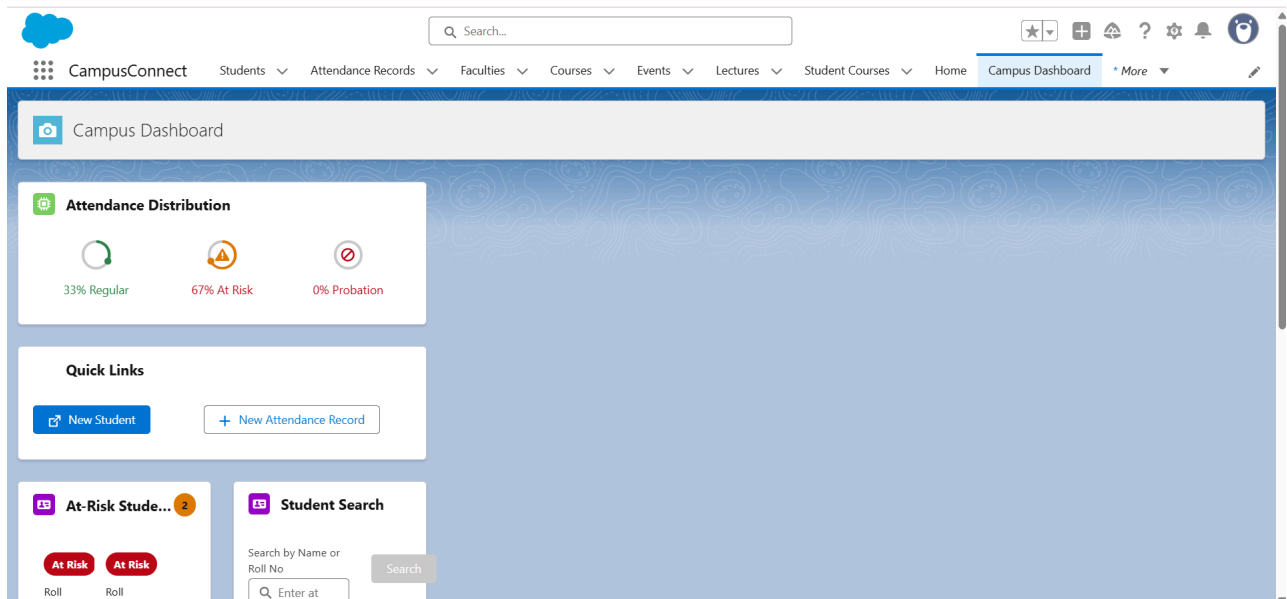 Search...
CampusConnect Students Attendance Records Faculties Courses Events Lectures Student Courses Home Campus Dashboard * More
Campus Dashboard
Attendance Distribution
33% Regular 67% At Risk 0% Probation
Quick Links
New Student New Attendance Record
At-Risk Stude... 2
At Risk At Risk
Roll Roll
Student Search
Search by Name or
Roll No
Search
Enter at